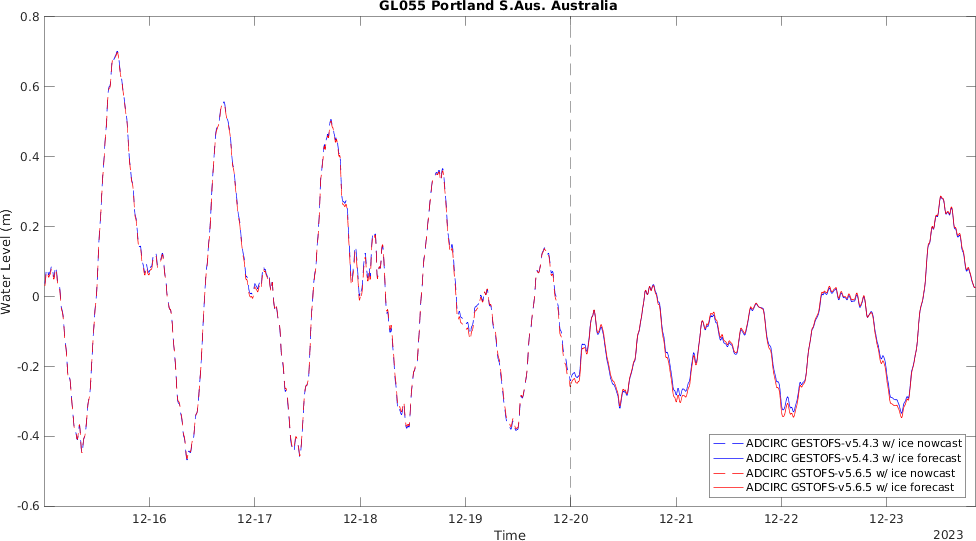 GL055 Portland S.Aus. Australia
0.8
0.6
0.4
0.2
0
-0.2
-0.4
-0.6
Water Level (m)
12-16
12-17
12-18
12-19
12-20
12-21
12-22
12-23
Time
2023
ADCIRC GESTOFS-v5.4.3 w/ ice nowcast
ADCIRC GESTOFS-v5.4.3 w/ ice forecast
ADCIRC GSTOFS-v5.6.5 w/ ice nowcast
ADCIRC GSTOFS-v5.6.5 w/ ice forecast